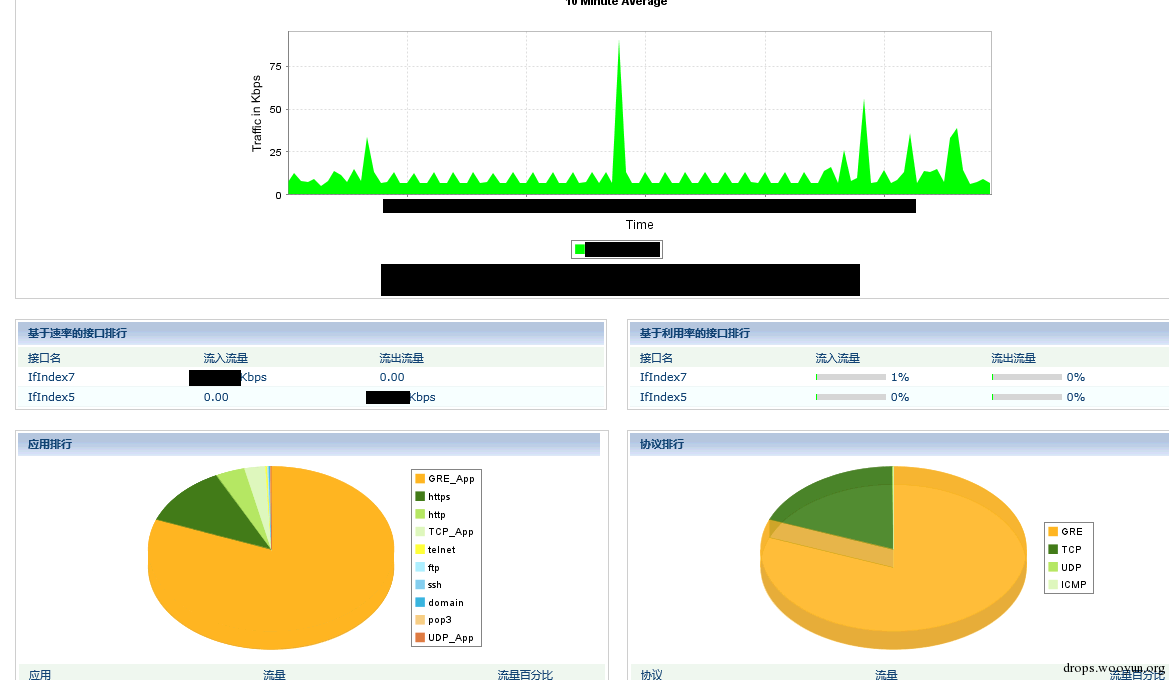 10 Minute Average
75
50
25
0
Traffic in Kbps
Time
基于速率的接口排行
接口名 流入流量 流出流量
IfIndex7 Kbps 0.00
IfIndex5 0.00 Kbps
基于利用率的接口排行
接口名 流入流量 流出流量
IfIndex7 1% 0%
IfIndex5 0% 0%
应用排行
GRE_App
https
http
TCP_App
telnet
ftp
ssh
domain
pop3
UDP_App
应用 流量 流量百分比
协议排行
GRE
TCP
UDP
ICMP
协议 流量 流量百分比
drops.wooyun.org